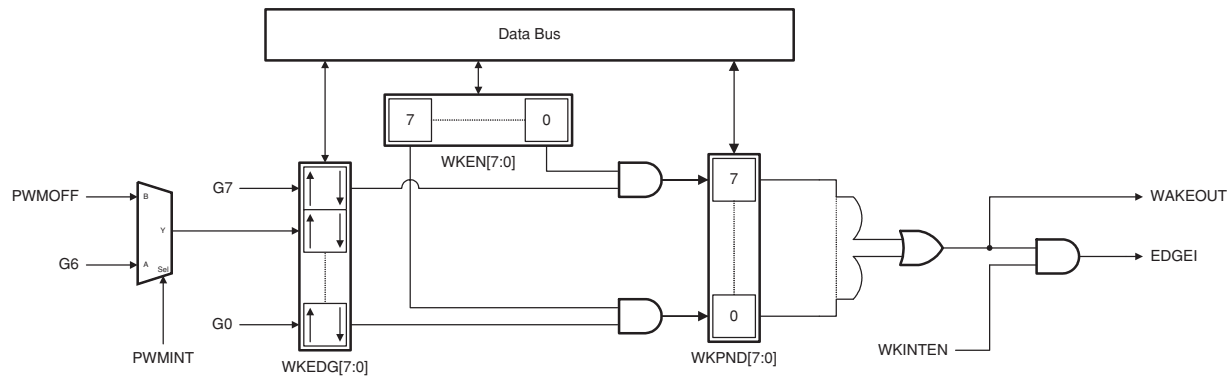 Data Bus
7
0
WKEN[7:0]
PWMOFF
B
G7
7
WAKEOUT
Y
G6
A
Sel
EDGEI
G0
0
PWMINT
WKEDG[7:0]
WKPND[7:0]
WKINTEN